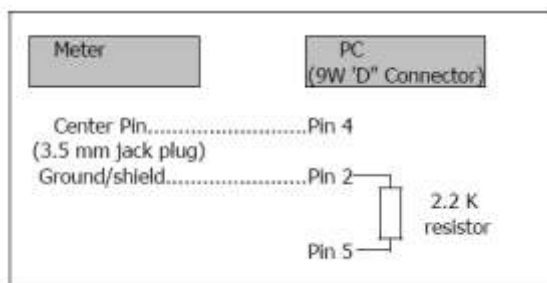 Meter PC
(9W 'D" Connector)
Center Pin..............................Pin 4
(3.5 mm jack plug)
Ground/shield..........................Pin 2
2.2 K
resistor
Pin 5